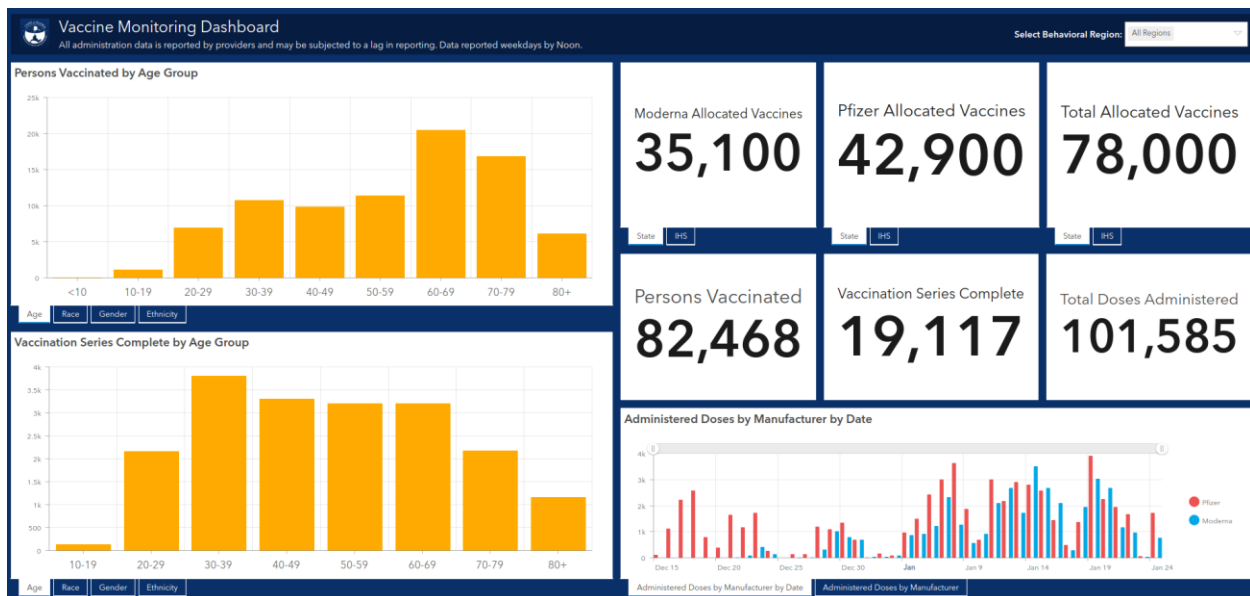 Vaccine Monitoring Dashboard
All administration data is reported by providers and may be subjected to a lag in reporting. Data reported weekdays by Noon.
Select Behavioral Region: All Regions
Persons Vaccinated by Age Group
25k
20k
15k
10k
5k
0
<10 10-19 20-29 30-39 40-49 50-59 60-69 70-79 80+
Age Race Gender Ethnicity
Vaccination Series Complete by Age Group
4k
3.5k
3k
2.5k
2k
1.5k
1k
500
0
10-19 20-29 30-39 40-49 50-59 60-69 70-79 80+
Age Race Gender Ethnicity
Moderna Allocated Vaccines
35,100
State IHS
Pfizer Allocated Vaccines
42,900
State IHS
Total Allocated Vaccines
78,000
State IHS
Persons Vaccinated
82,468
Vaccination Series Complete
19,117
Total Doses Administered
101,585
Administered Doses by Manufacturer by Date
4k
3k
2k
1k
0
Dec 15 Dec 20 Dec 25 Dec 30 Jan Jan 9 Jan 14 Jan 19 Jan 24
Pfizer
Moderna
Administered Doses by Manufacturer by Date Administered Doses by Manufacturer